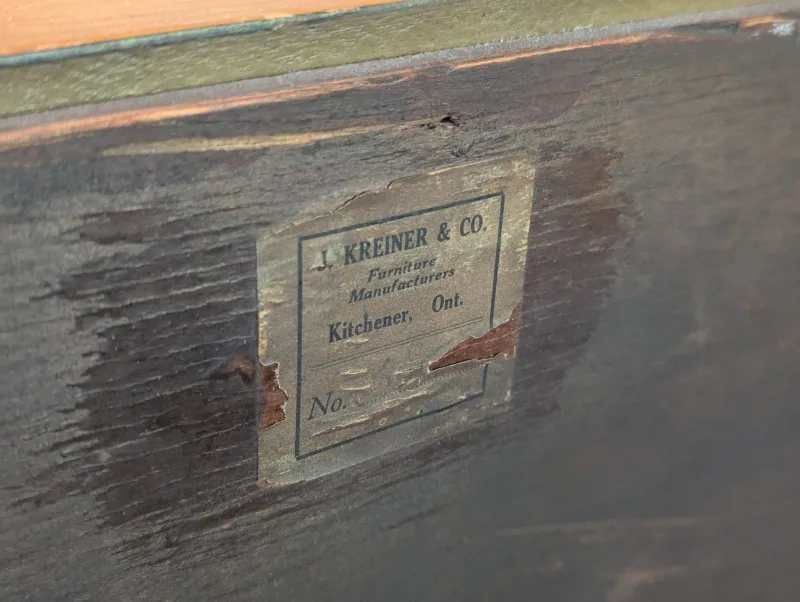 J. KREINER & CO.
Furniture
Manufacturers
Kitchener, Ont.
No.